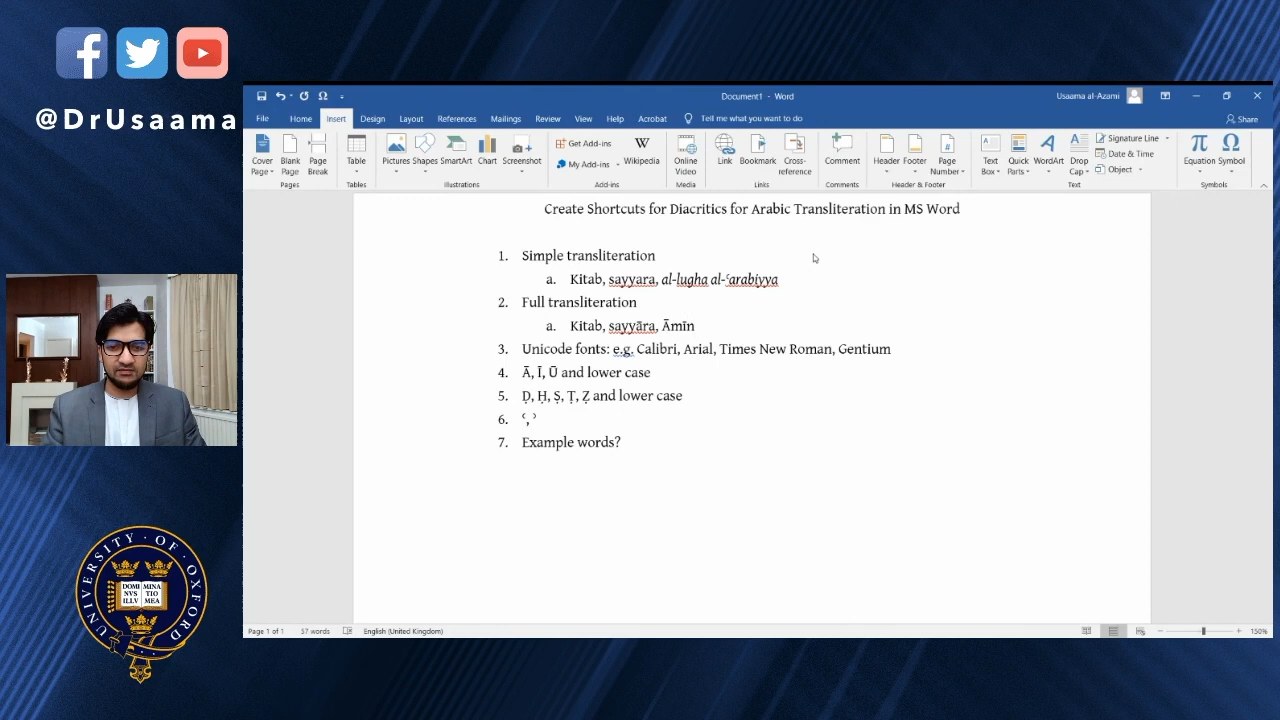 @DrUsaama
UNIVERSITY · OF · OXFORD
DOMI MINA
NVS TIO
ILLV MEA
Document1 - Word
Usaama al-Azami
File Home Insert Design Layout References Mailings Review View Help Acrobat Tell me what you want to do Share
Cover Page Blank Page Page Break
Pages
Table
Tables
Pictures Shapes SmartArt Chart Screenshot
Illustrations
Get Add-ins
My Add-ins
Wikipedia
Add-ins
Online Video
Media
Link Bookmark Cross-reference
Links
Comment
Comments
Header Footer Page Number
Header & Footer
Text Box Quick Parts WordArt Drop Cap
Signature Line
Date & Time
Object
Text
Equation Symbol
Symbols
Create Shortcuts for Diacritics for Arabic Transliteration in MS Word
1. Simple transliteration
a. Kitab, sayyara, al-lugha al-ʿarabiyya
2. Full transliteration
a. Kitab, sayyāra, Āmīn
3. Unicode fonts: e.g. Calibri, Arial, Times New Roman, Gentium
4. Ā, Ī, Ū and lower case
5. Ḍ, Ḥ, Ṣ, Ṭ, Ẓ and lower case
6. ʿ, ʾ
7. Example words?
Page 1 of 1 57 words English (United Kingdom) 150%